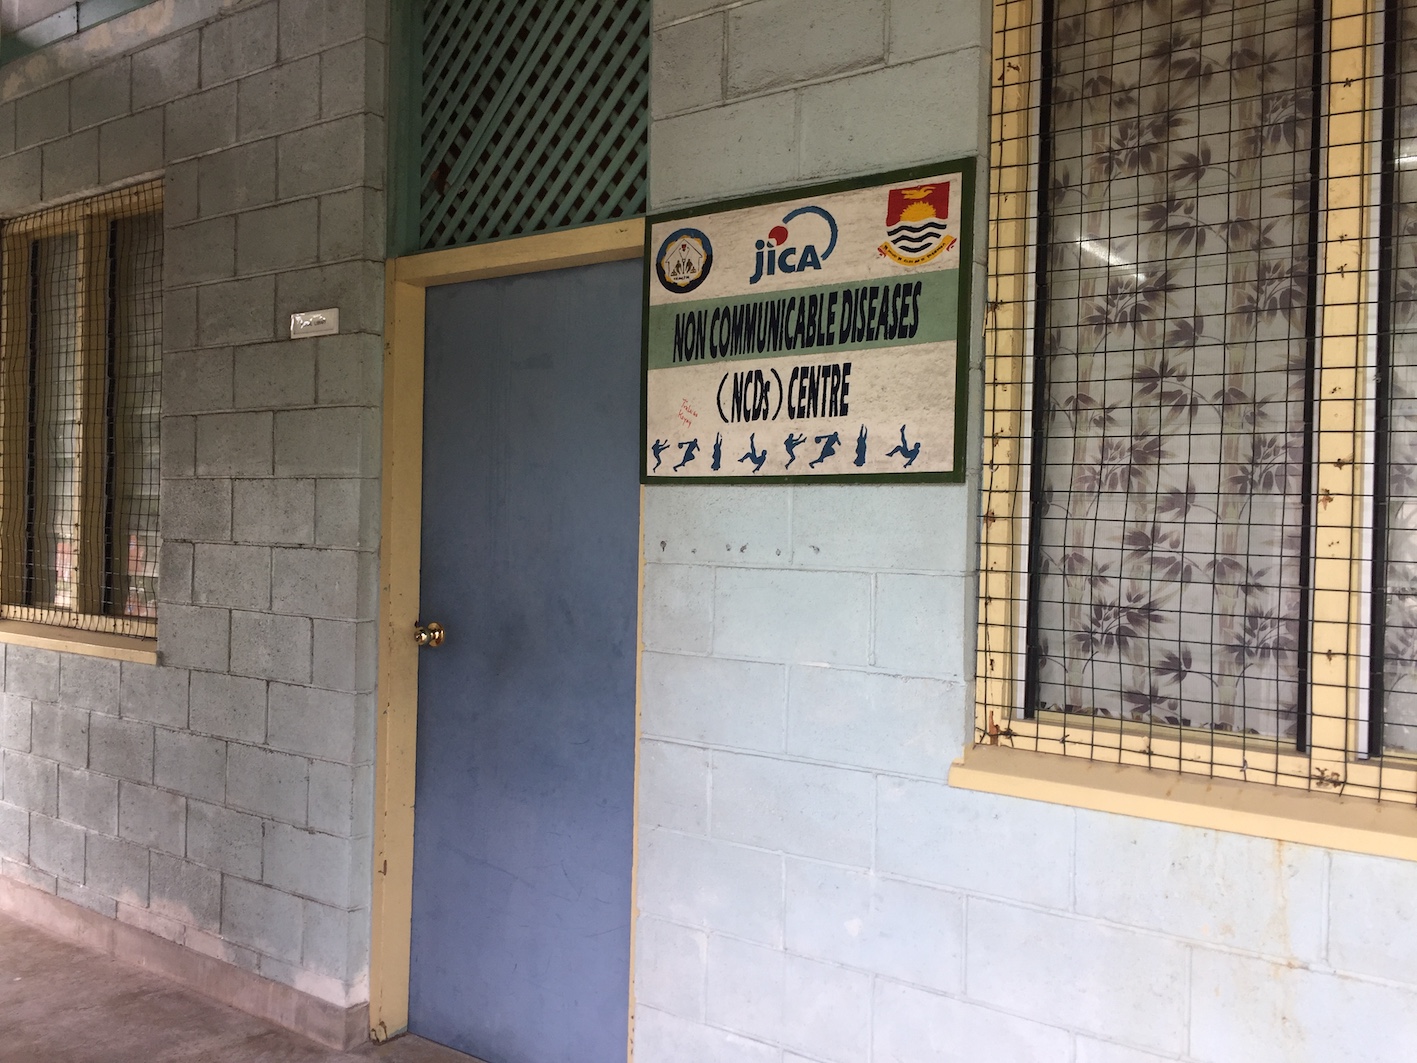 jica
NON COMMUNICABLE DISEASES
(NCDs) CENTRE